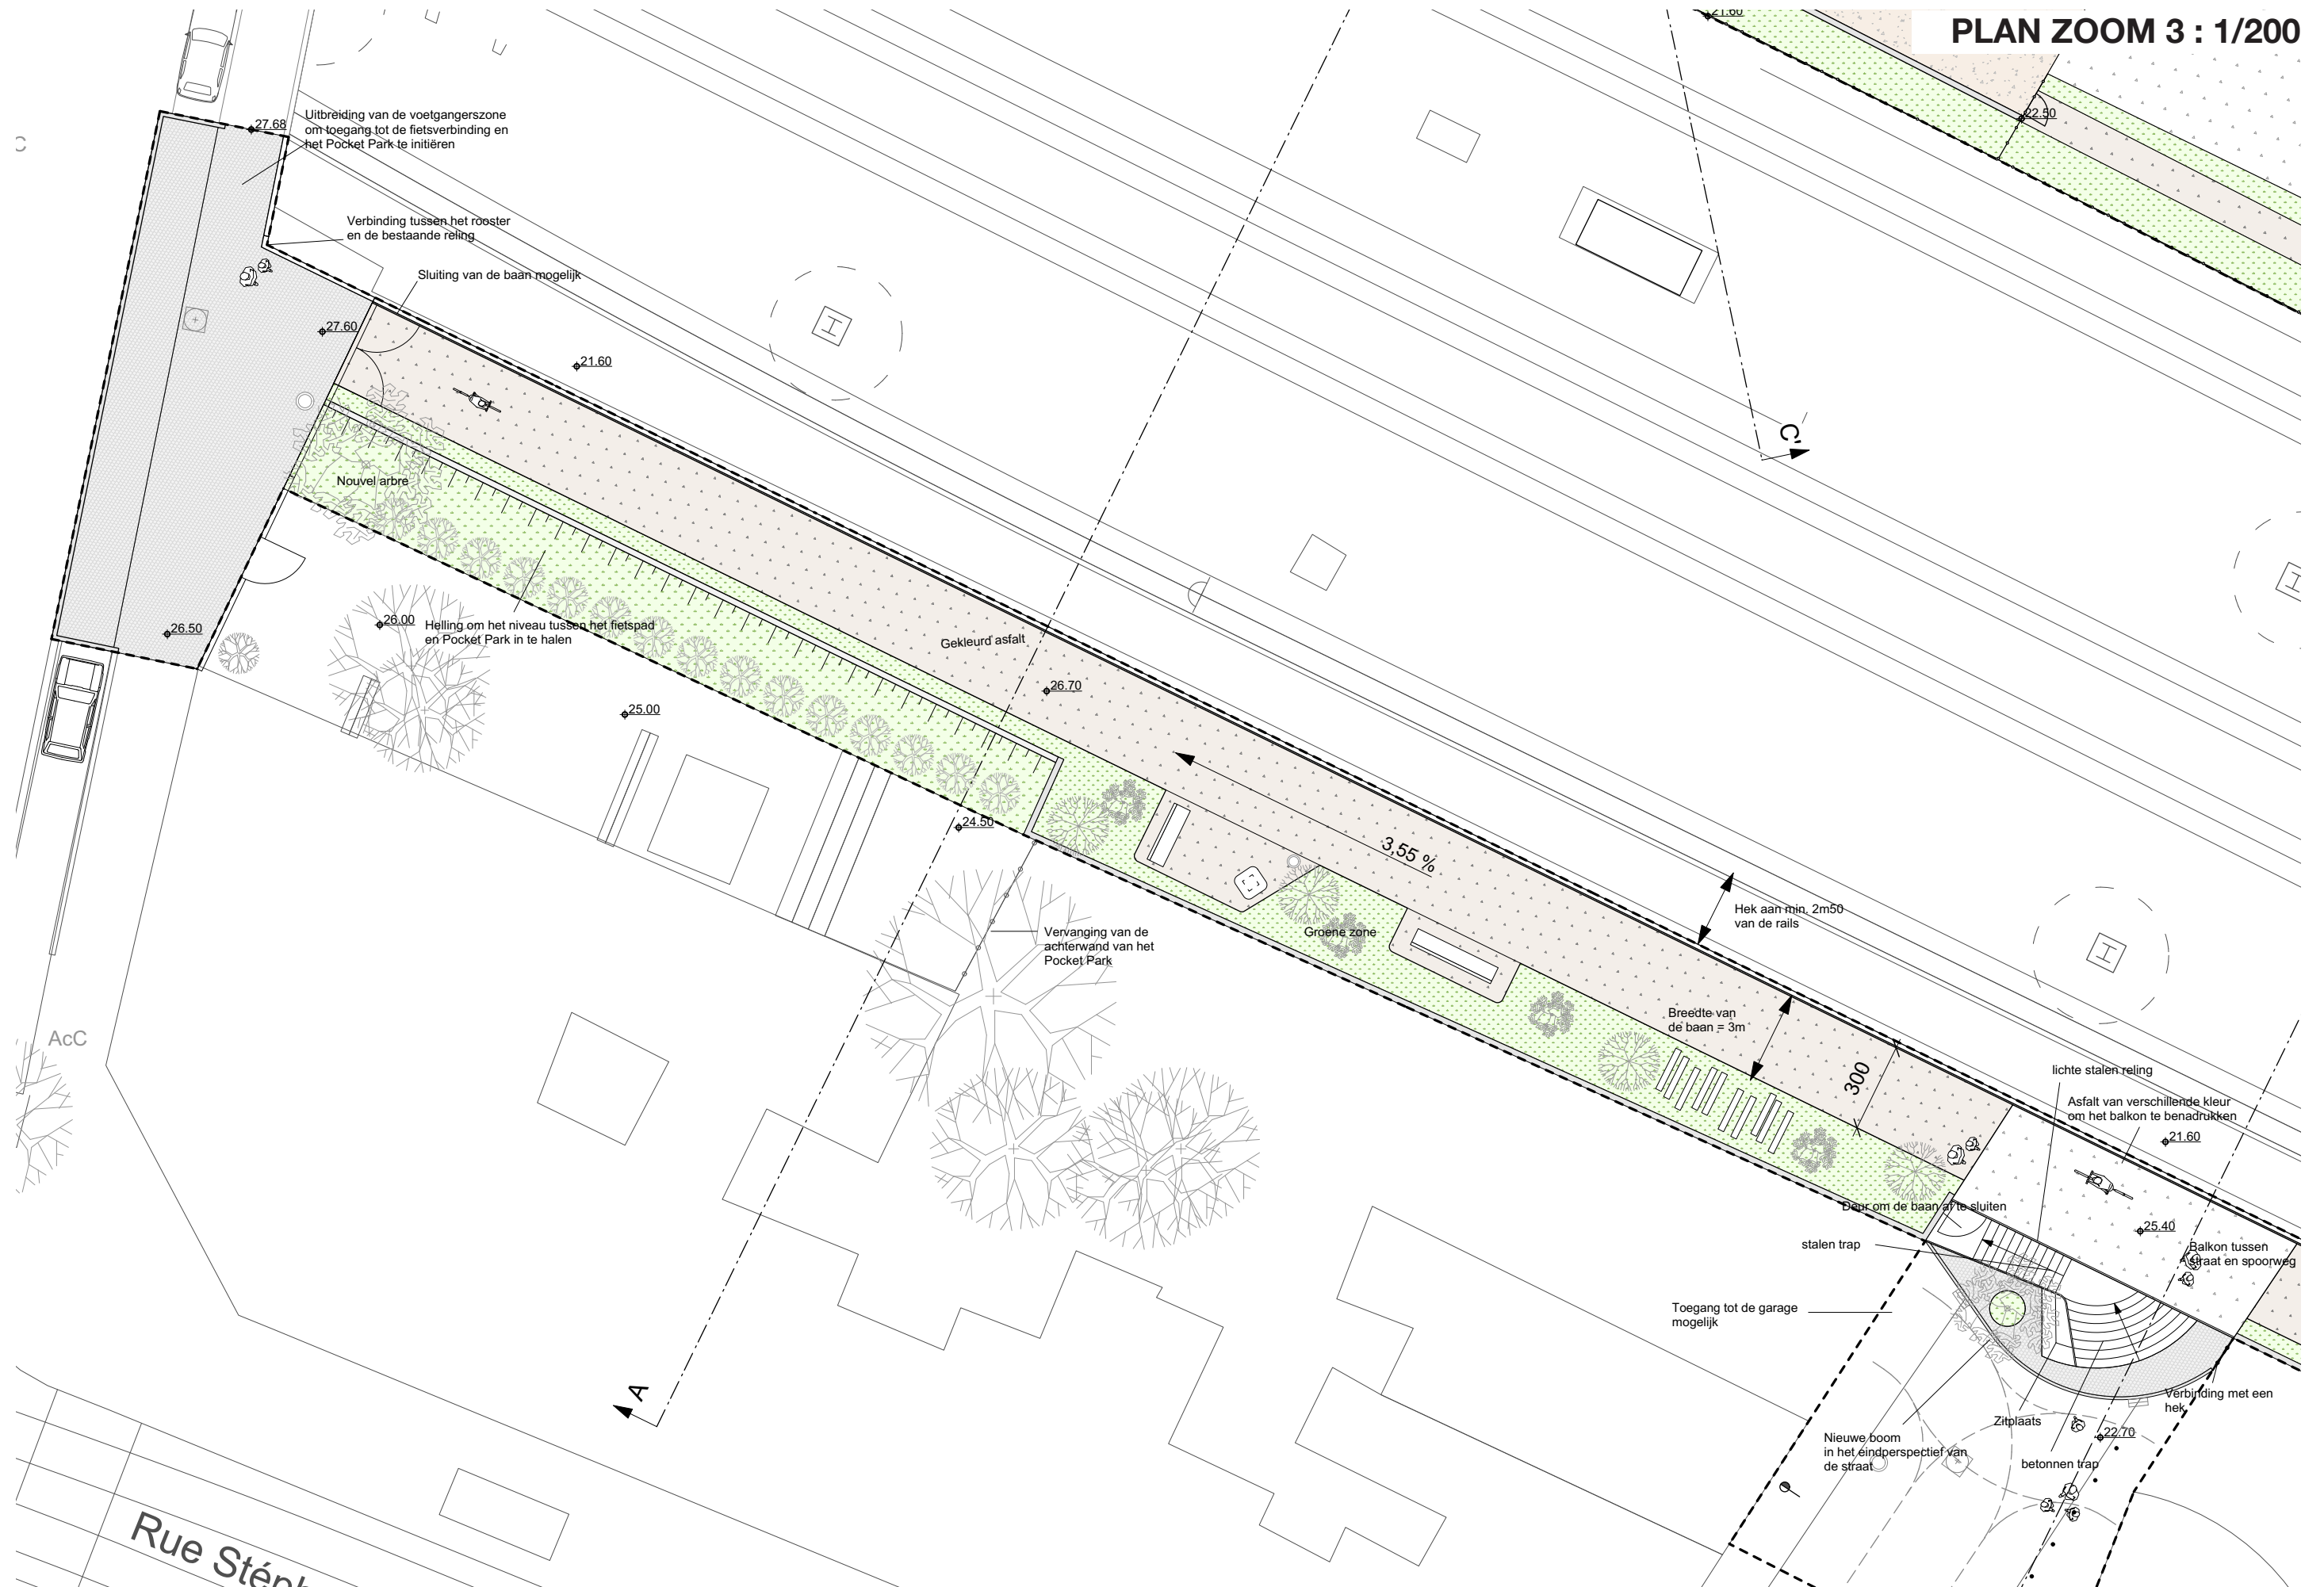 21.60
PLAN ZOOM 3 : 1/200
22.50
27.68
Uitbreiding van de voetgangerszone
om toegang tot de fietsverbinding en
het Pocket Park te initiëren
C
Verbinding tussen het rooster
en de bestaande reling
Sluiting van de baan mogelijk
27.60
21.60
C'
Nouvel arbre
26.50
26.00
Helling om het niveau tussen het fietspad
en Pocket Park in te halen
Gekleurd asfalt
26.70
25.00
24.50
3,55 %
Hek aan min. 2m50
van de rails
Groene zone
Vervanging van de
achterwand van het
Pocket Park
Breedte van
de baan = 3m
AcC
300
lichte stalen reling
Asfalt van verschillende kleur
om het balkon te benadrukken
21.60
Deur om de baan af te sluiten
25.40
stalen trap
Balkon tussen
straat en spoorweg
Toegang tot de garage
mogelijk
A
Verbinding met een
hek
Zitplaats
22.70
Nieuwe boom
in het eindperspectief van
de straat
betonnen trap
Rue Stéph